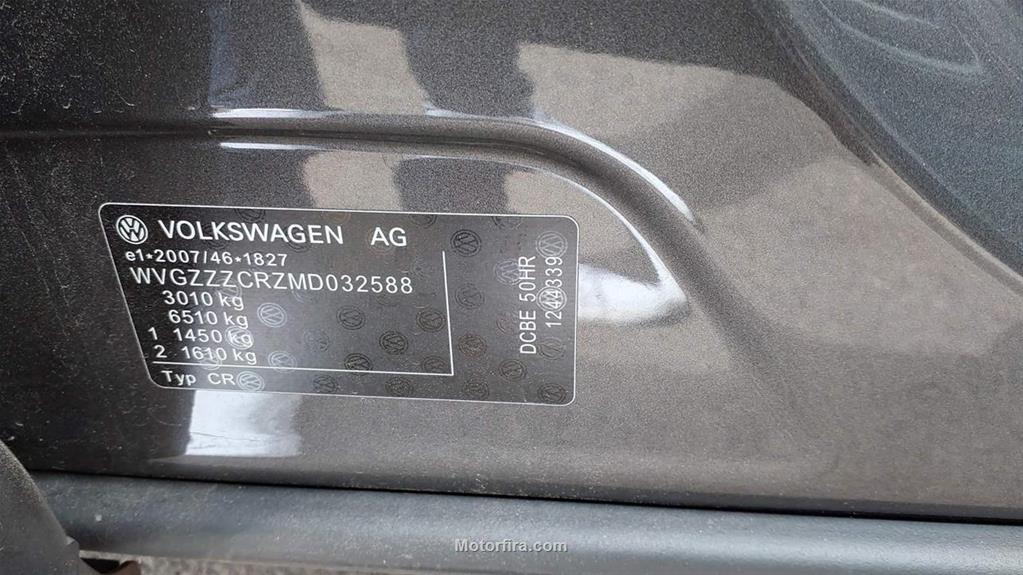 VOLKSWAGEN AG
e1*2007/46*1827
WVGZZZCRZMD032588
3010 kg
6510 kg
1 1450 kg
2 1610 kg
Typ CR
DCBE 50HR
1244339
Motorfira.com